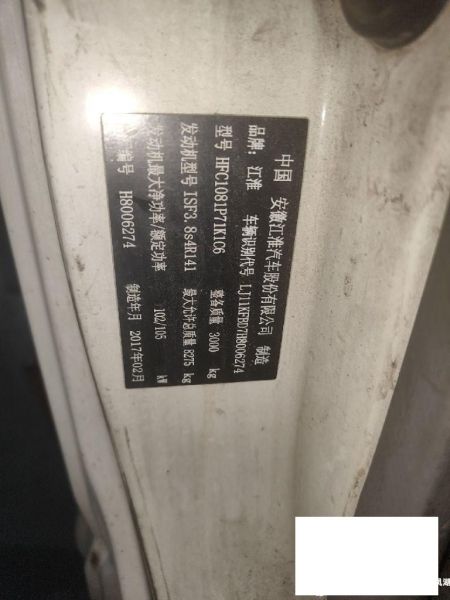 中国 安徽江淮汽车股份有限公司 制造
品牌: 江淮 车辆识别代号 LJ11KFBD7H8006274
型号 HFC1081P71K1C6 整备质量 3000 kg
发动机型号 ISF3.8s4R141 最大允许总质量 8275 kg
发动机最大净功率/额定功率 102/105 kW
编号 H8006274 制造年月 2017年02月